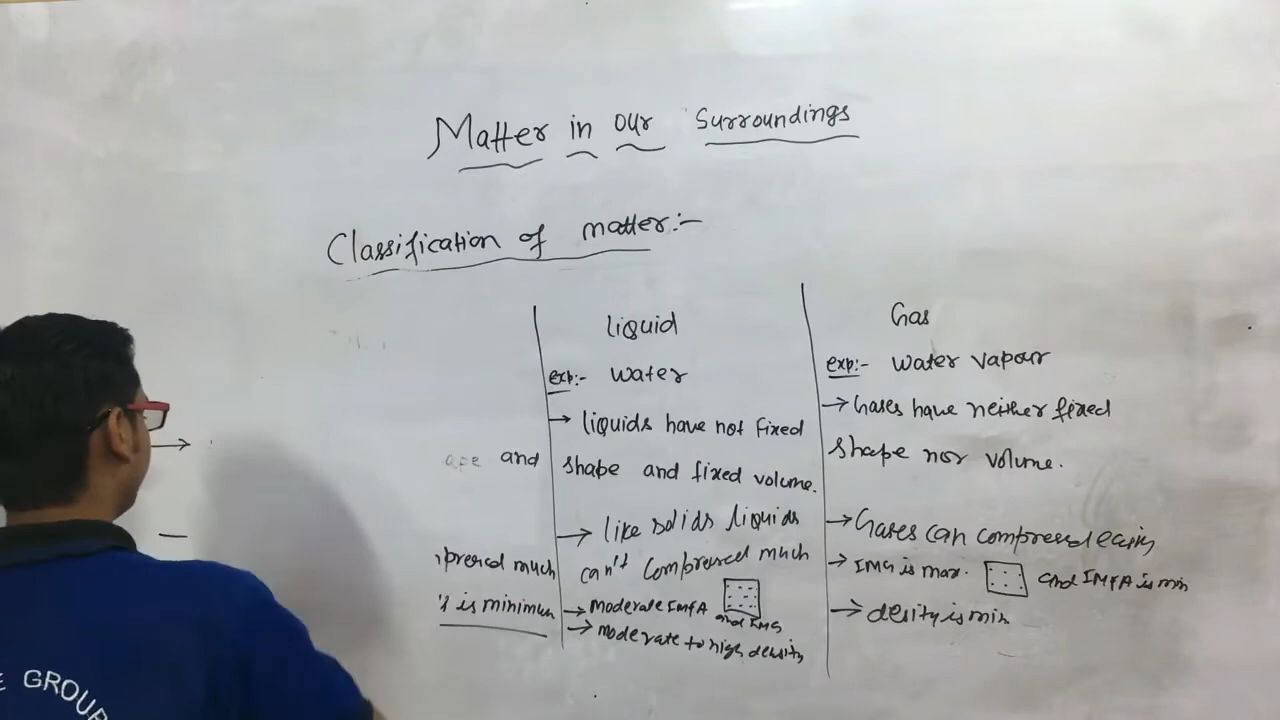 Matter in our Surroundings
Classification of matter:-
and
presed much
is minimum
liquid
exp:- water
→ liquids have not fixed
shape and fixed volume.
→ like solids liquids
can't compressed much
→ moderate IMFA and IMG
→ moderate to high density
Gas
exp:- water vapour
→ Gases have neither fixed
shape nor volume.
→ Gases can compressed easily
→ IMG is max. and IMFA is min
→ desity is min
E GROUP